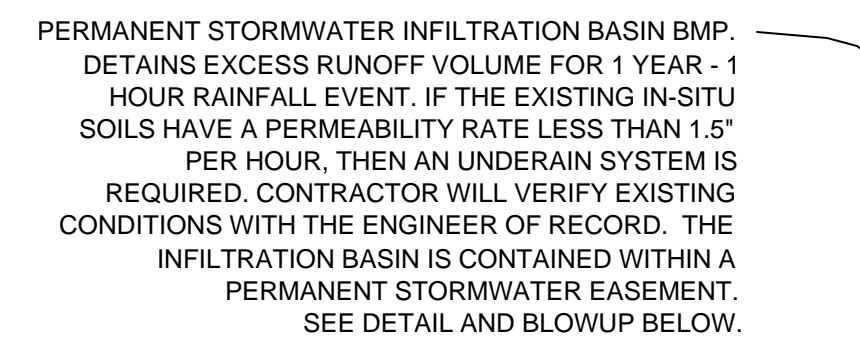 PERMANENT STORMWATER INFILTRATION BASIN BMP.
DETAINS EXCESS RUNOFF VOLUME FOR 1 YEAR - 1
HOUR RAINFALL EVENT. IF THE EXISTING IN-SITU
SOILS HAVE A PERMEABILITY RATE LESS THAN 1.5"
PER HOUR, THEN AN UNDERAIN SYSTEM IS
REQUIRED. CONTRACTOR WILL VERIFY EXISTING
CONDITIONS WITH THE ENGINEER OF RECORD. THE
INFILTRATION BASIN IS CONTAINED WITHIN A
PERMANENT STORMWATER EASEMENT.
SEE DETAIL AND BLOWUP BELOW.